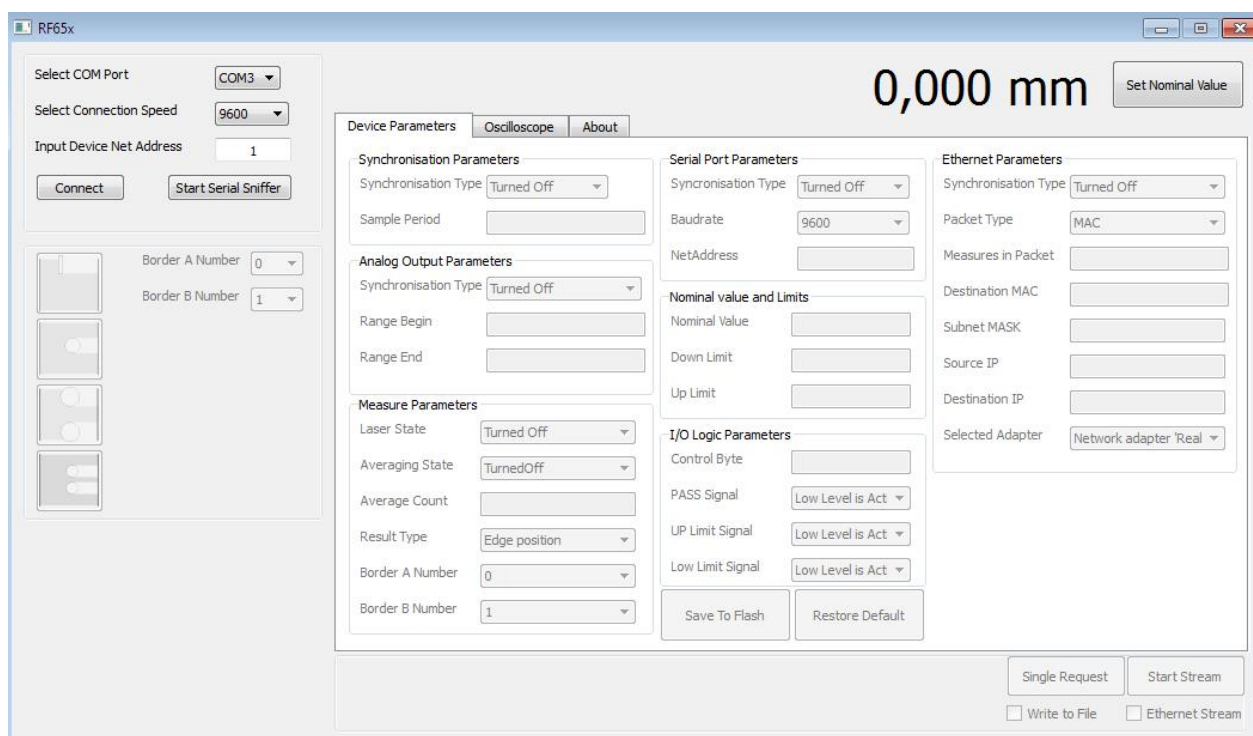 RF65x
Select COM Port COM3
Select Connection Speed 9600
Input Device Net Address 1
Connect Start Serial Sniffer
Border A Number 0
Border B Number 1
0,000 mm Set Nominal Value
Device Parameters Oscilloscope About
Synchronisation Parameters
Synchronisation Type Turned Off
Sample Period
Analog Output Parameters
Synchronisation Type Turned Off
Range Begin
Range End
Measure Parameters
Laser State Turned Off
Averaging State TurnedOff
Average Count
Result Type Edge position
Border A Number 0
Border B Number 1
Serial Port Parameters
Syncronisation Type Turned Off
Baudrate 9600
NetAddress
Nominal value and Limits
Nominal Value
Down Limit
Up Limit
I/O Logic Parameters
Control Byte
PASS Signal Low Level is Act
UP Limit Signal Low Level is Act
Low Limit Signal Low Level is Act
Save To Flash Restore Default
Ethernet Parameters
Synchronisation Type Turned Off
Packet Type MAC
Measures in Packet
Destination MAC
Subnet MASK
Source IP
Destination IP
Selected Adapter Network adapter 'Real
Single Request Start Stream
Write to File Ethernet Stream